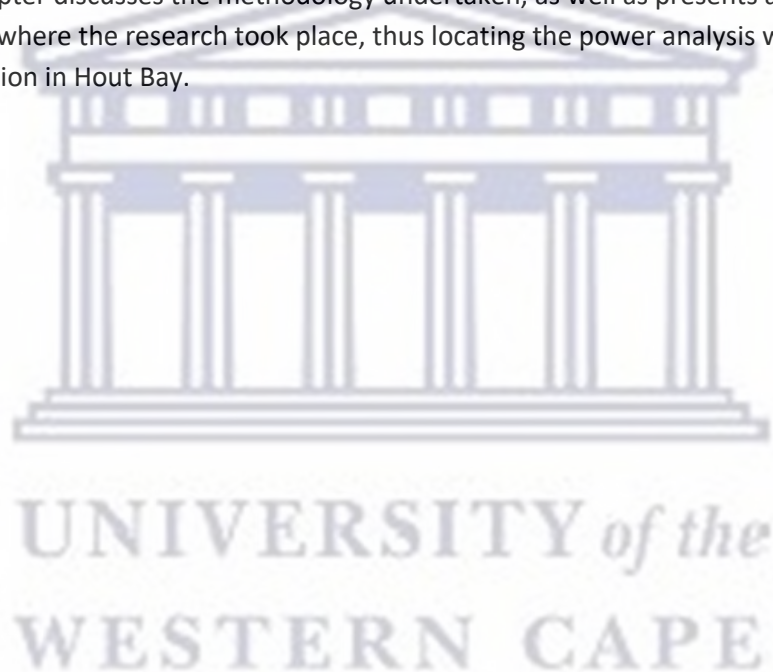 pter discusses the methodology undertaken, as well as presents a
where the research took place, thus locating the power analysis w
ion in Hout Bay.
UNIVERSITY of the
WESTERN CAPE